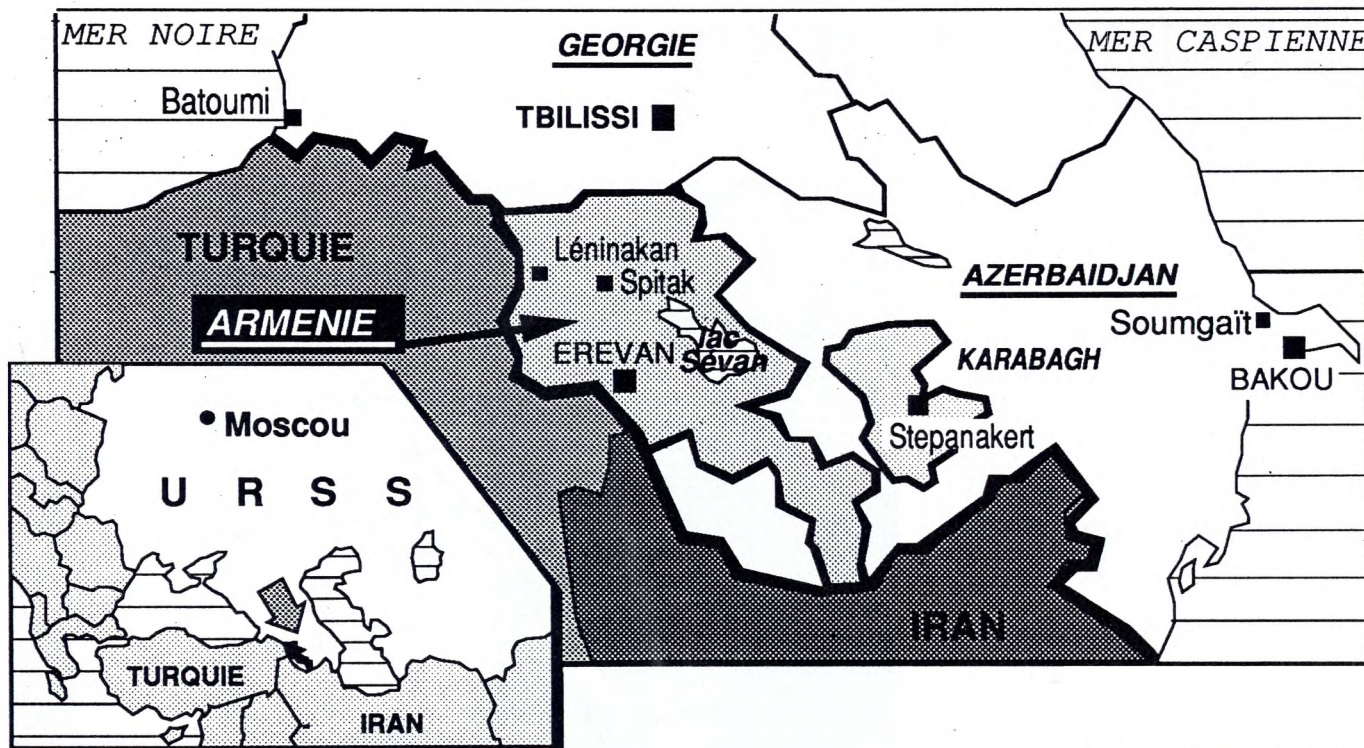 MER NOIRE
GEORGIE
MER CASPIENNE
Batoumi
TBILISSI
TURQUIE
Léninakan
Spitak
AZERBAIDJAN
ARMENIE
Soumgaït
lac
Sévan
EREVAN
KARABAGH
BAKOU
Stepanakert
IRAN
Moscou
U R S S
TURQUIE
IRAN